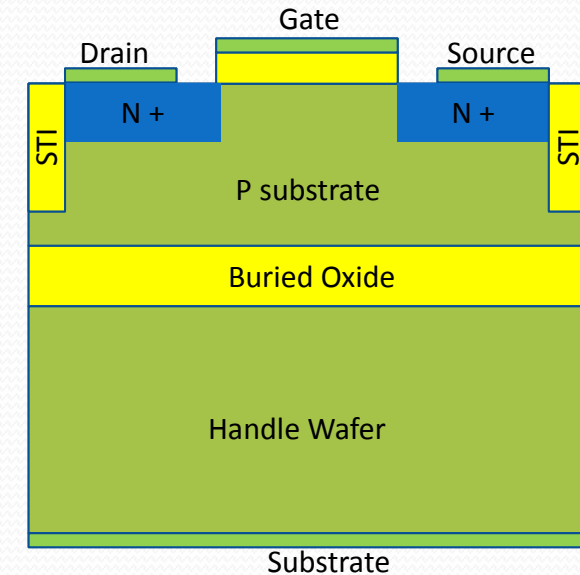 Gate
Drain
Source
N +
N +
STI
STI
P substrate
Buried Oxide
Handle Wafer
Substrate